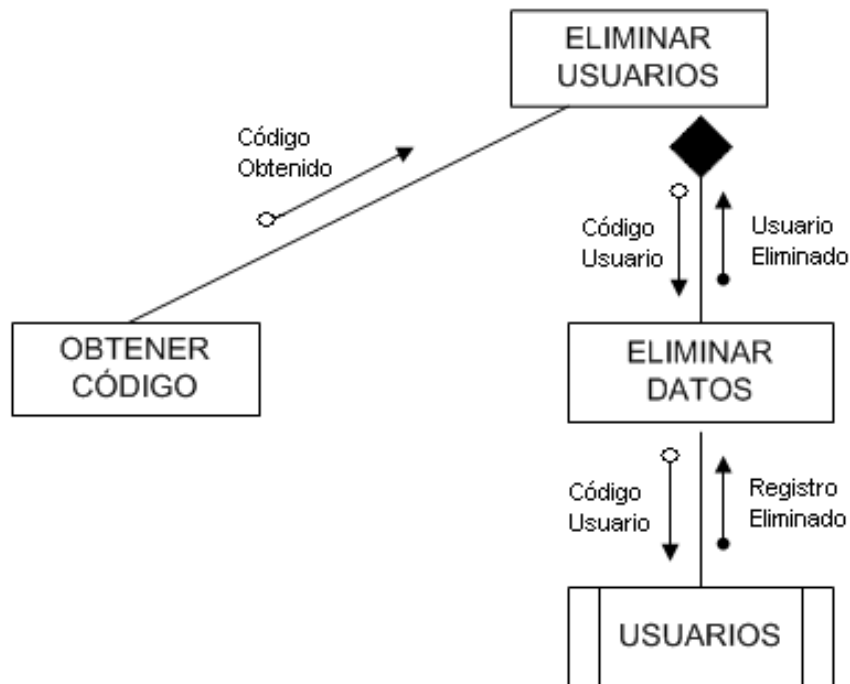 ELIMINAR
USUARIOS
Código
Obtenido
Código
Usuario
Usuario
Eliminado
OBTENER
CÓDIGO
ELIMINAR
DATOS
Código
Usuario
Registro
Eliminado
USUARIOS